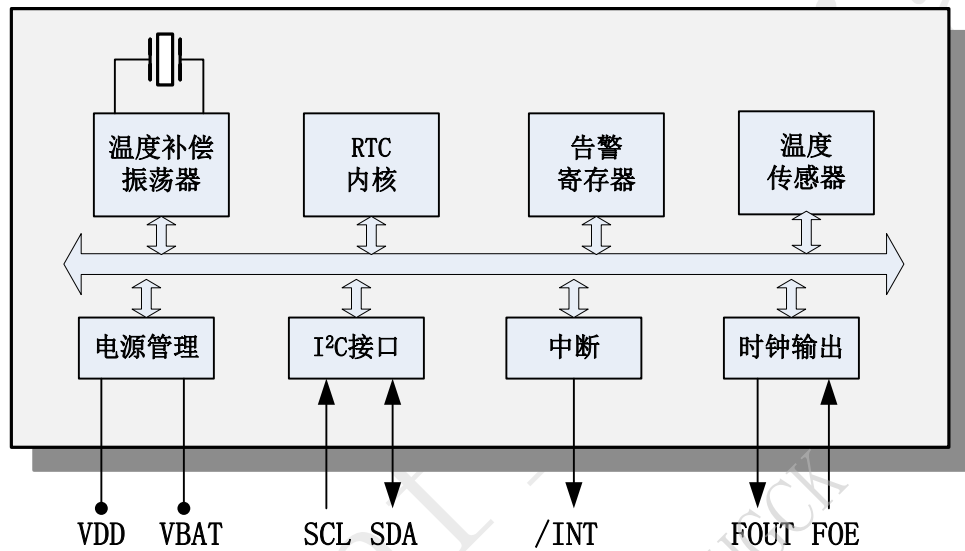 温度补偿
振荡器
RTC
内核
告警
寄存器
温度
传感器
电源管理
I²C接口
中断
时钟输出
VDD
VBAT
SCL
SDA
/INT
FOUT
FOE